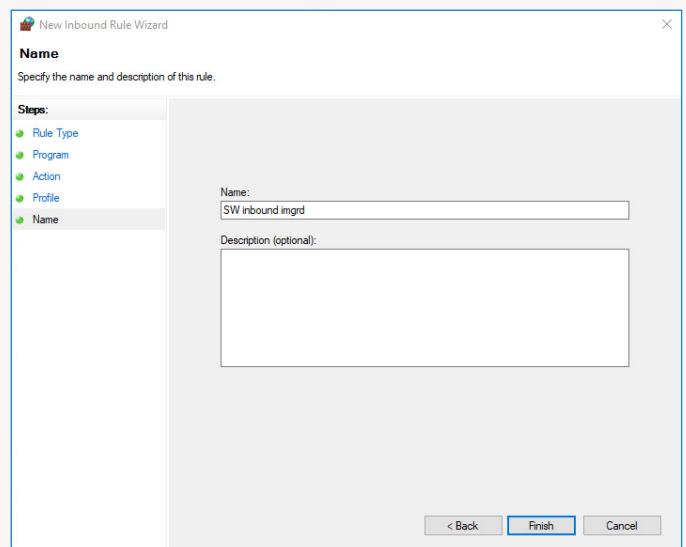 New Inbound Rule Wizard
Name
Specify the name and description of this rule.
Steps:
Rule Type
Program
Action
Profile
Name
Name:
SW inbound imgrd
Description (optional):
< Back
Finish
Cancel